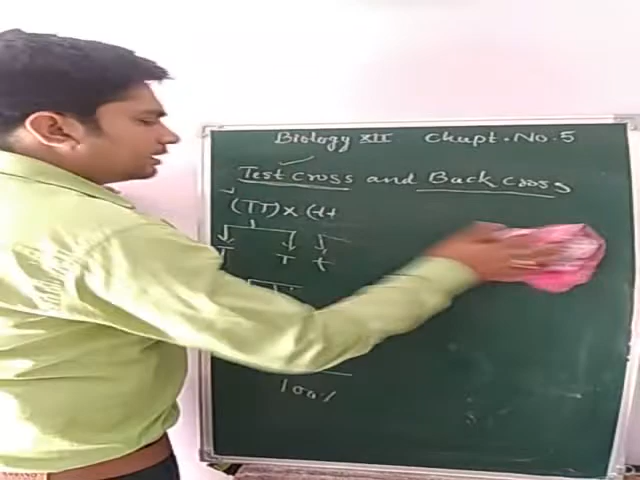 Biology XII Chapt. No. 5
Test cross and Back cross
(TT) × (tt
T T t
100%